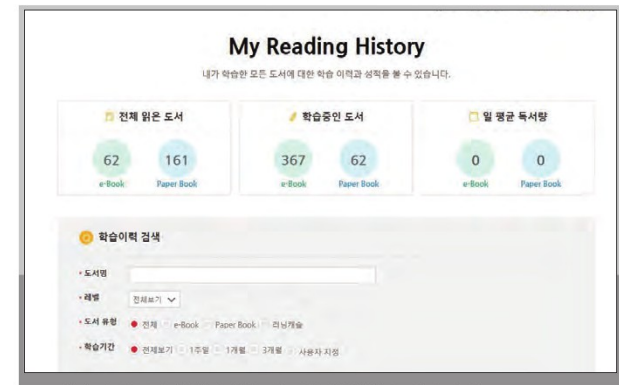 My Reading History
내가 학습한 모든 도서에 대한 학습 이력과 성적을 볼 수 있습니다.
전체 읽은 도서
62 161
e-Book Paper Book
학습중인 도서
367 62
e-Book Paper Book
일 평균 독서량
0 0
e-Book Paper Book
학습이력 검색
도서명
레벨 전체보기
도서 유형 전체 e-Book Paper Book 러닝캐슬
학습기간 전체보기 1주일 1개월 3개월 사용자 지정